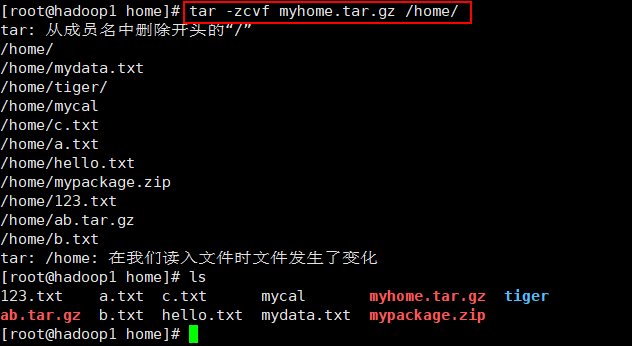 [root@hadoop1 home]# tar -zcvf myhome.tar.gz /home/
tar: 从成员名中删除开头的“/”
/home/
/home/mydata.txt
/home/tiger/
/home/mycal
/home/c.txt
/home/a.txt
/home/hello.txt
/home/mypackage.zip
/home/123.txt
/home/ab.tar.gz
/home/b.txt
tar: /home: 在我们读入文件时文件发生了变化
[root@hadoop1 home]# ls
123.txt    a.txt  c.txt      mycal       myhome.tar.gz  tiger
ab.tar.gz  b.txt  hello.txt  mydata.txt  mypackage.zip
[root@hadoop1 home]#